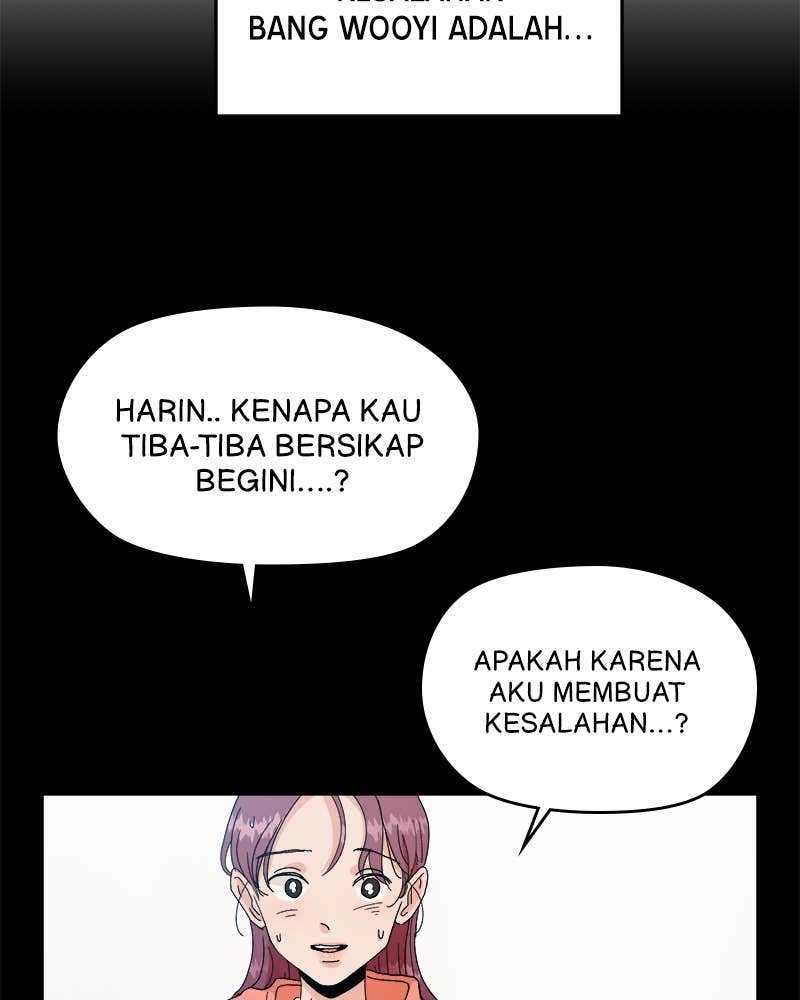 BANG WOOYI ADALAH...
HARIN.. KENAPA KAU
TIBA-TIBA BERSIKAP
BEGINI....?
APAKAH KARENA
AKU MEMBUAT
KESALAHAN...?